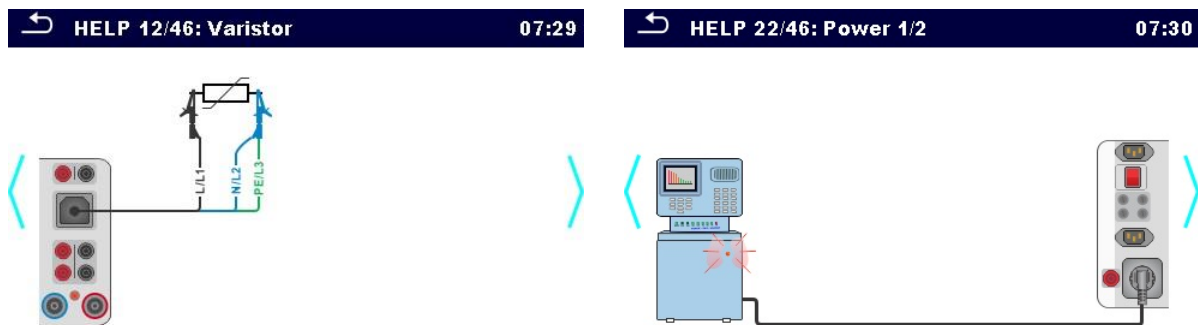 HELP 12/46: Varistor 07:29
L/L1
N/L2
PE/L3
HELP 22/46: Power 1/2 07:30